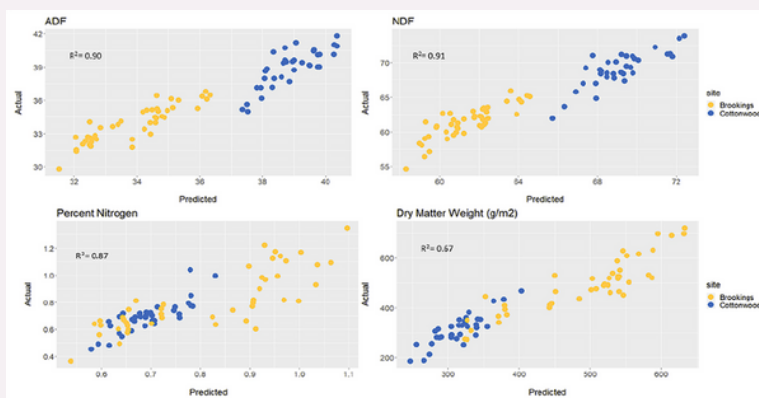 ADF
42
R²= 0.90
39
36
33
30
32
34
36
38
40
Predicted
Actual
NDF
R²= 0.91
70
65
60
55
60
64
68
72
Predicted
Actual
site
Brookings
Cottonwood
Percent Nitrogen
R²= 0.87
1.2
1.0
0.8
0.6
0.4
0.6
0.7
0.8
0.9
1.0
1.1
Predicted
Actual
Dry Matter Weight (g/m2)
R²= 0.67
800
600
400
200
300
400
500
600
Predicted
Actual
site
Brookings
Cottonwood